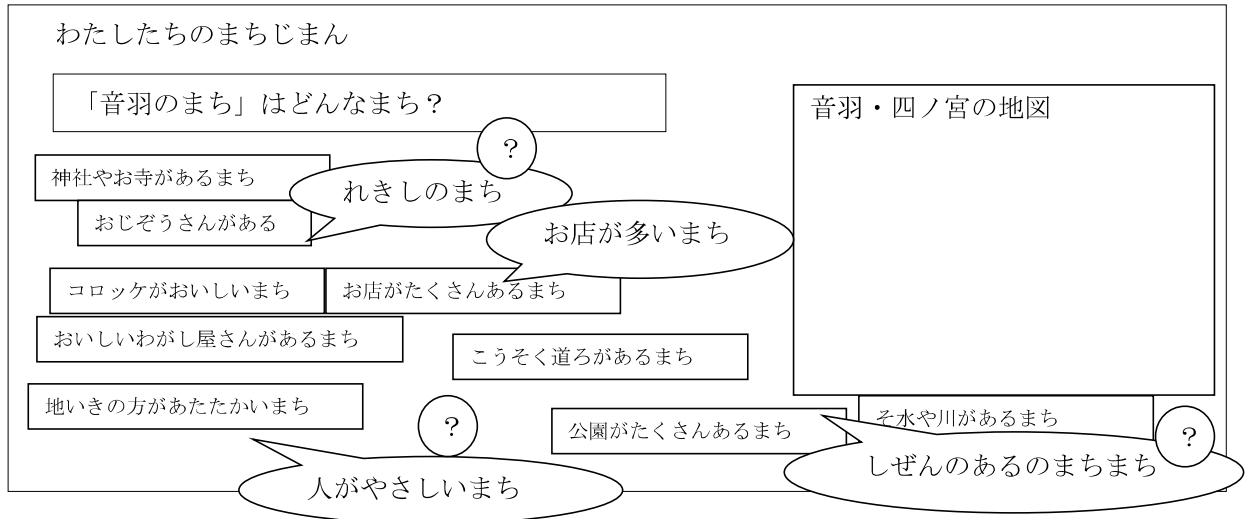 わたしたちのまちじまん
「音羽のまち」はどんなまち？
音羽・四ノ宮の地図
？
神社やお寺があるまち
れきしのまち
おじぞうさんがある
お店が多いまち
コロッケがおいしいまち
お店がたくさんあるまち
おいしいわがし屋さんがあるまち
こうそく道ろがあるまち
地いきの方があたたかいまち
？
公園がたくさんあるまち
そ水や川があるまち
？
しぜんのあるのまちまち
人がやさしいまち